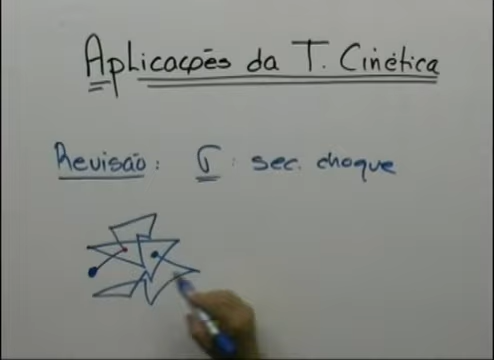 Aplicações da T. Cinética
Revisão: σ: sec. choque